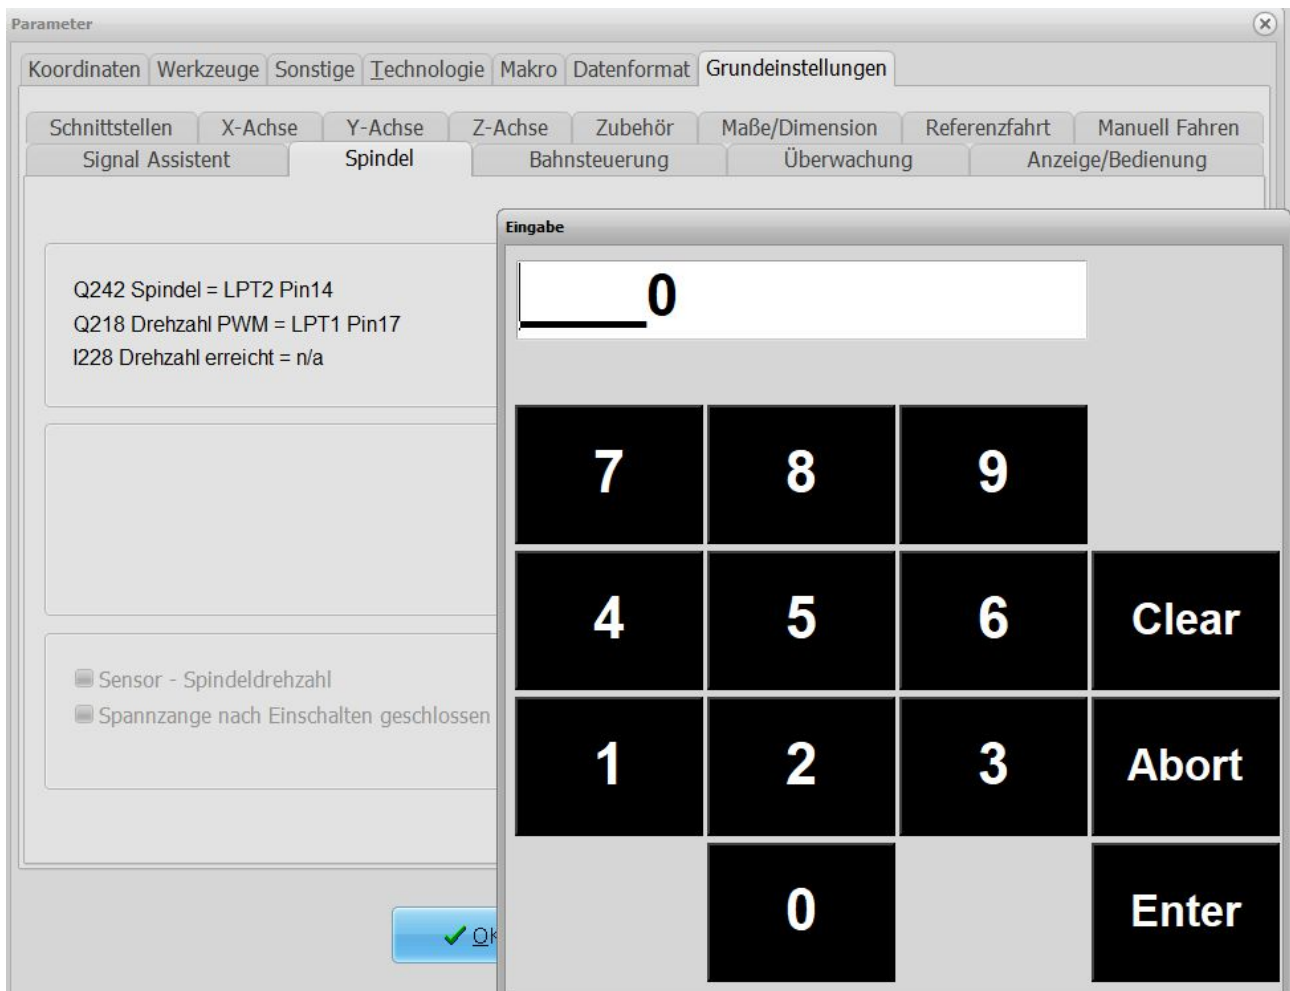 Parameter
Koordinaten Werkzeuge Sonstige Technologie Makro Datenformat Grundeinstellungen
Schnittstellen X-Achse Y-Achse Z-Achse Zubehör Maße/Dimension Referenzfahrt Manuell Fahren
Signal Assistent Spindel Bahnsteuerung Überwachung Anzeige/Bedienung
Eingabe
_____0
Q242 Spindel = LPT2 Pin14
Q218 Drehzahl PWM = LPT1 Pin17
I228 Drehzahl erreicht = n/a
7 8 9
4 5 6 Clear
Sensor - Spindeldrehzahl
Spannzange nach Einschalten geschlossen
1 2 3 Abort
0 Enter
OK